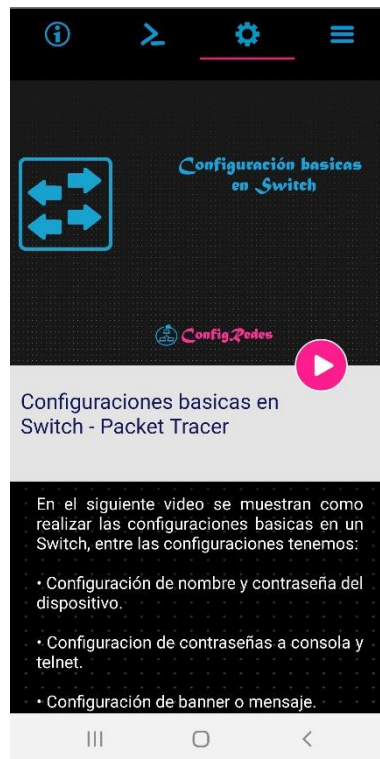 Configuración basicas
en Switch
ConfigRedes
Configuraciones basicas en
Switch - Packet Tracer
En el siguiente video se muestran como
realizar las configuraciones basicas en un
Switch, entre las configuraciones tenemos:
• Configuración de nombre y contraseña del
dispositivo.
• Configuracion de contraseñas a consola y
telnet.
• Configuración de banner o mensaje.